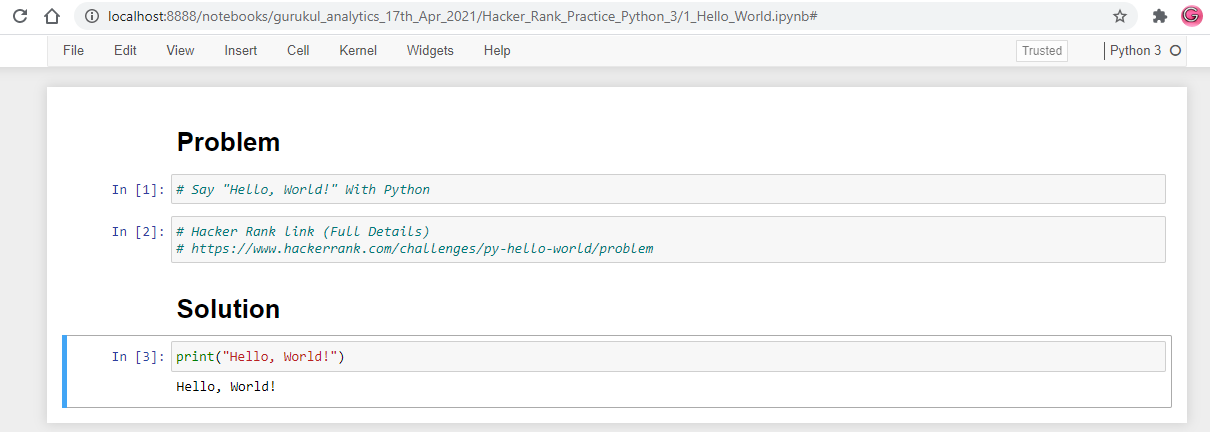 localhost:8888/notebooks/gurukul_analytics_17th_Apr_2021/Hacker_Rank_Practice_Python_3/1_Hello_World.ipynb#
G
File Edit View Insert Cell Kernel Widgets Help Trusted Python 3
Problem
In [1]: # Say "Hello, World!" With Python
In [2]: # Hacker Rank link (Full Details)
# https://www.hackerrank.com/challenges/py-hello-world/problem
Solution
In [3]: print("Hello, World!")
Hello, World!